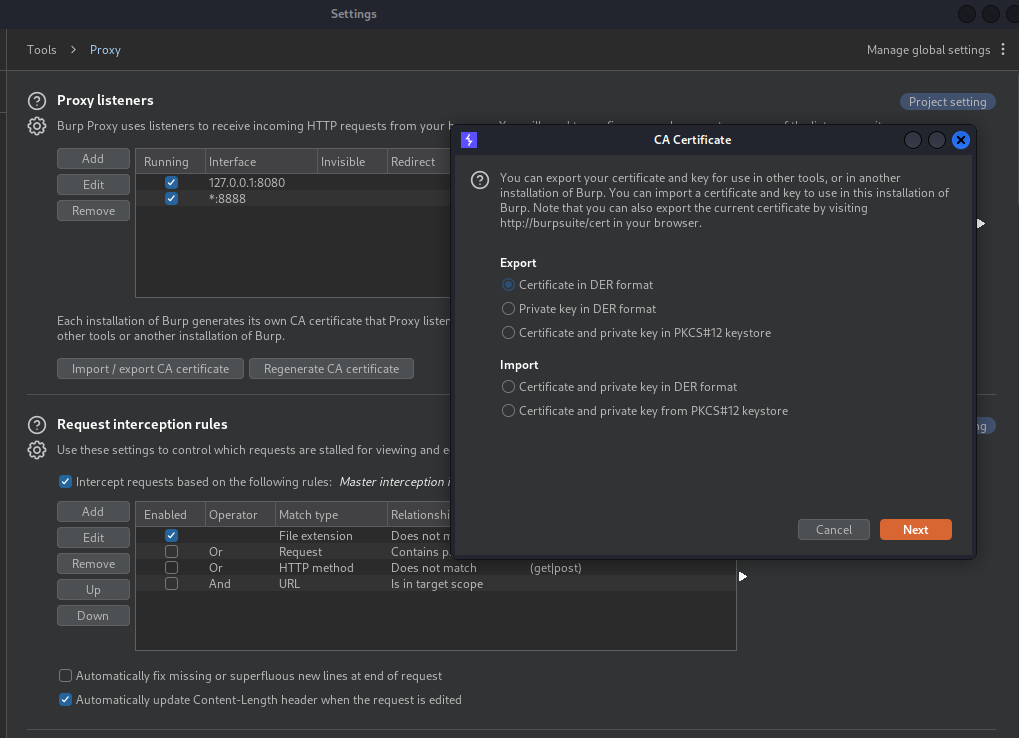 Settings
Tools > Proxy
Manage global settings
Proxy listeners
Project setting
Burp Proxy uses listeners to receive incoming HTTP requests from your
Add
Edit
Remove
Running Interface Invisible Redirect
127.0.0.1:8080
*:8888
Each installation of Burp generates its own CA certificate that Proxy
other tools or another installation of Burp.
Import / export CA certificate
Regenerate CA certificate
CA Certificate
You can export your certificate and key for use in other tools, or in another
installation of Burp. You can import a certificate and key to use in this installation of
Burp. Note that you can also export the current certificate by visiting
http://burpsuite/cert in your browser.
Export
Certificate in DER format
Private key in DER format
Certificate and private key in PKCS#12 keystore
Import
Certificate and private key in DER format
Certificate and private key from PKCS#12 keystore
Cancel
Next
Request interception rules
Use these settings to control which requests are stalled for viewing and
Intercept requests based on the following rules: Master interception
Add
Edit
Remove
Up
Down
Enabled Operator Match type
File extension Does not
Or Request Contains
Or HTTP method Does not match (get|post)
And URL Is in target scope
Automatically fix missing or superfluous new lines at end of request
Automatically update Content-Length header when the request is edited